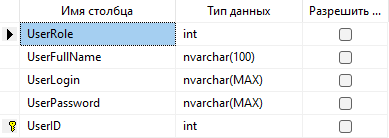 Имя столбца Тип данных Разрешить ...
UserRole int
UserFullName nvarchar(100)
UserLogin nvarchar(MAX)
UserPassword nvarchar(MAX)
UserID int